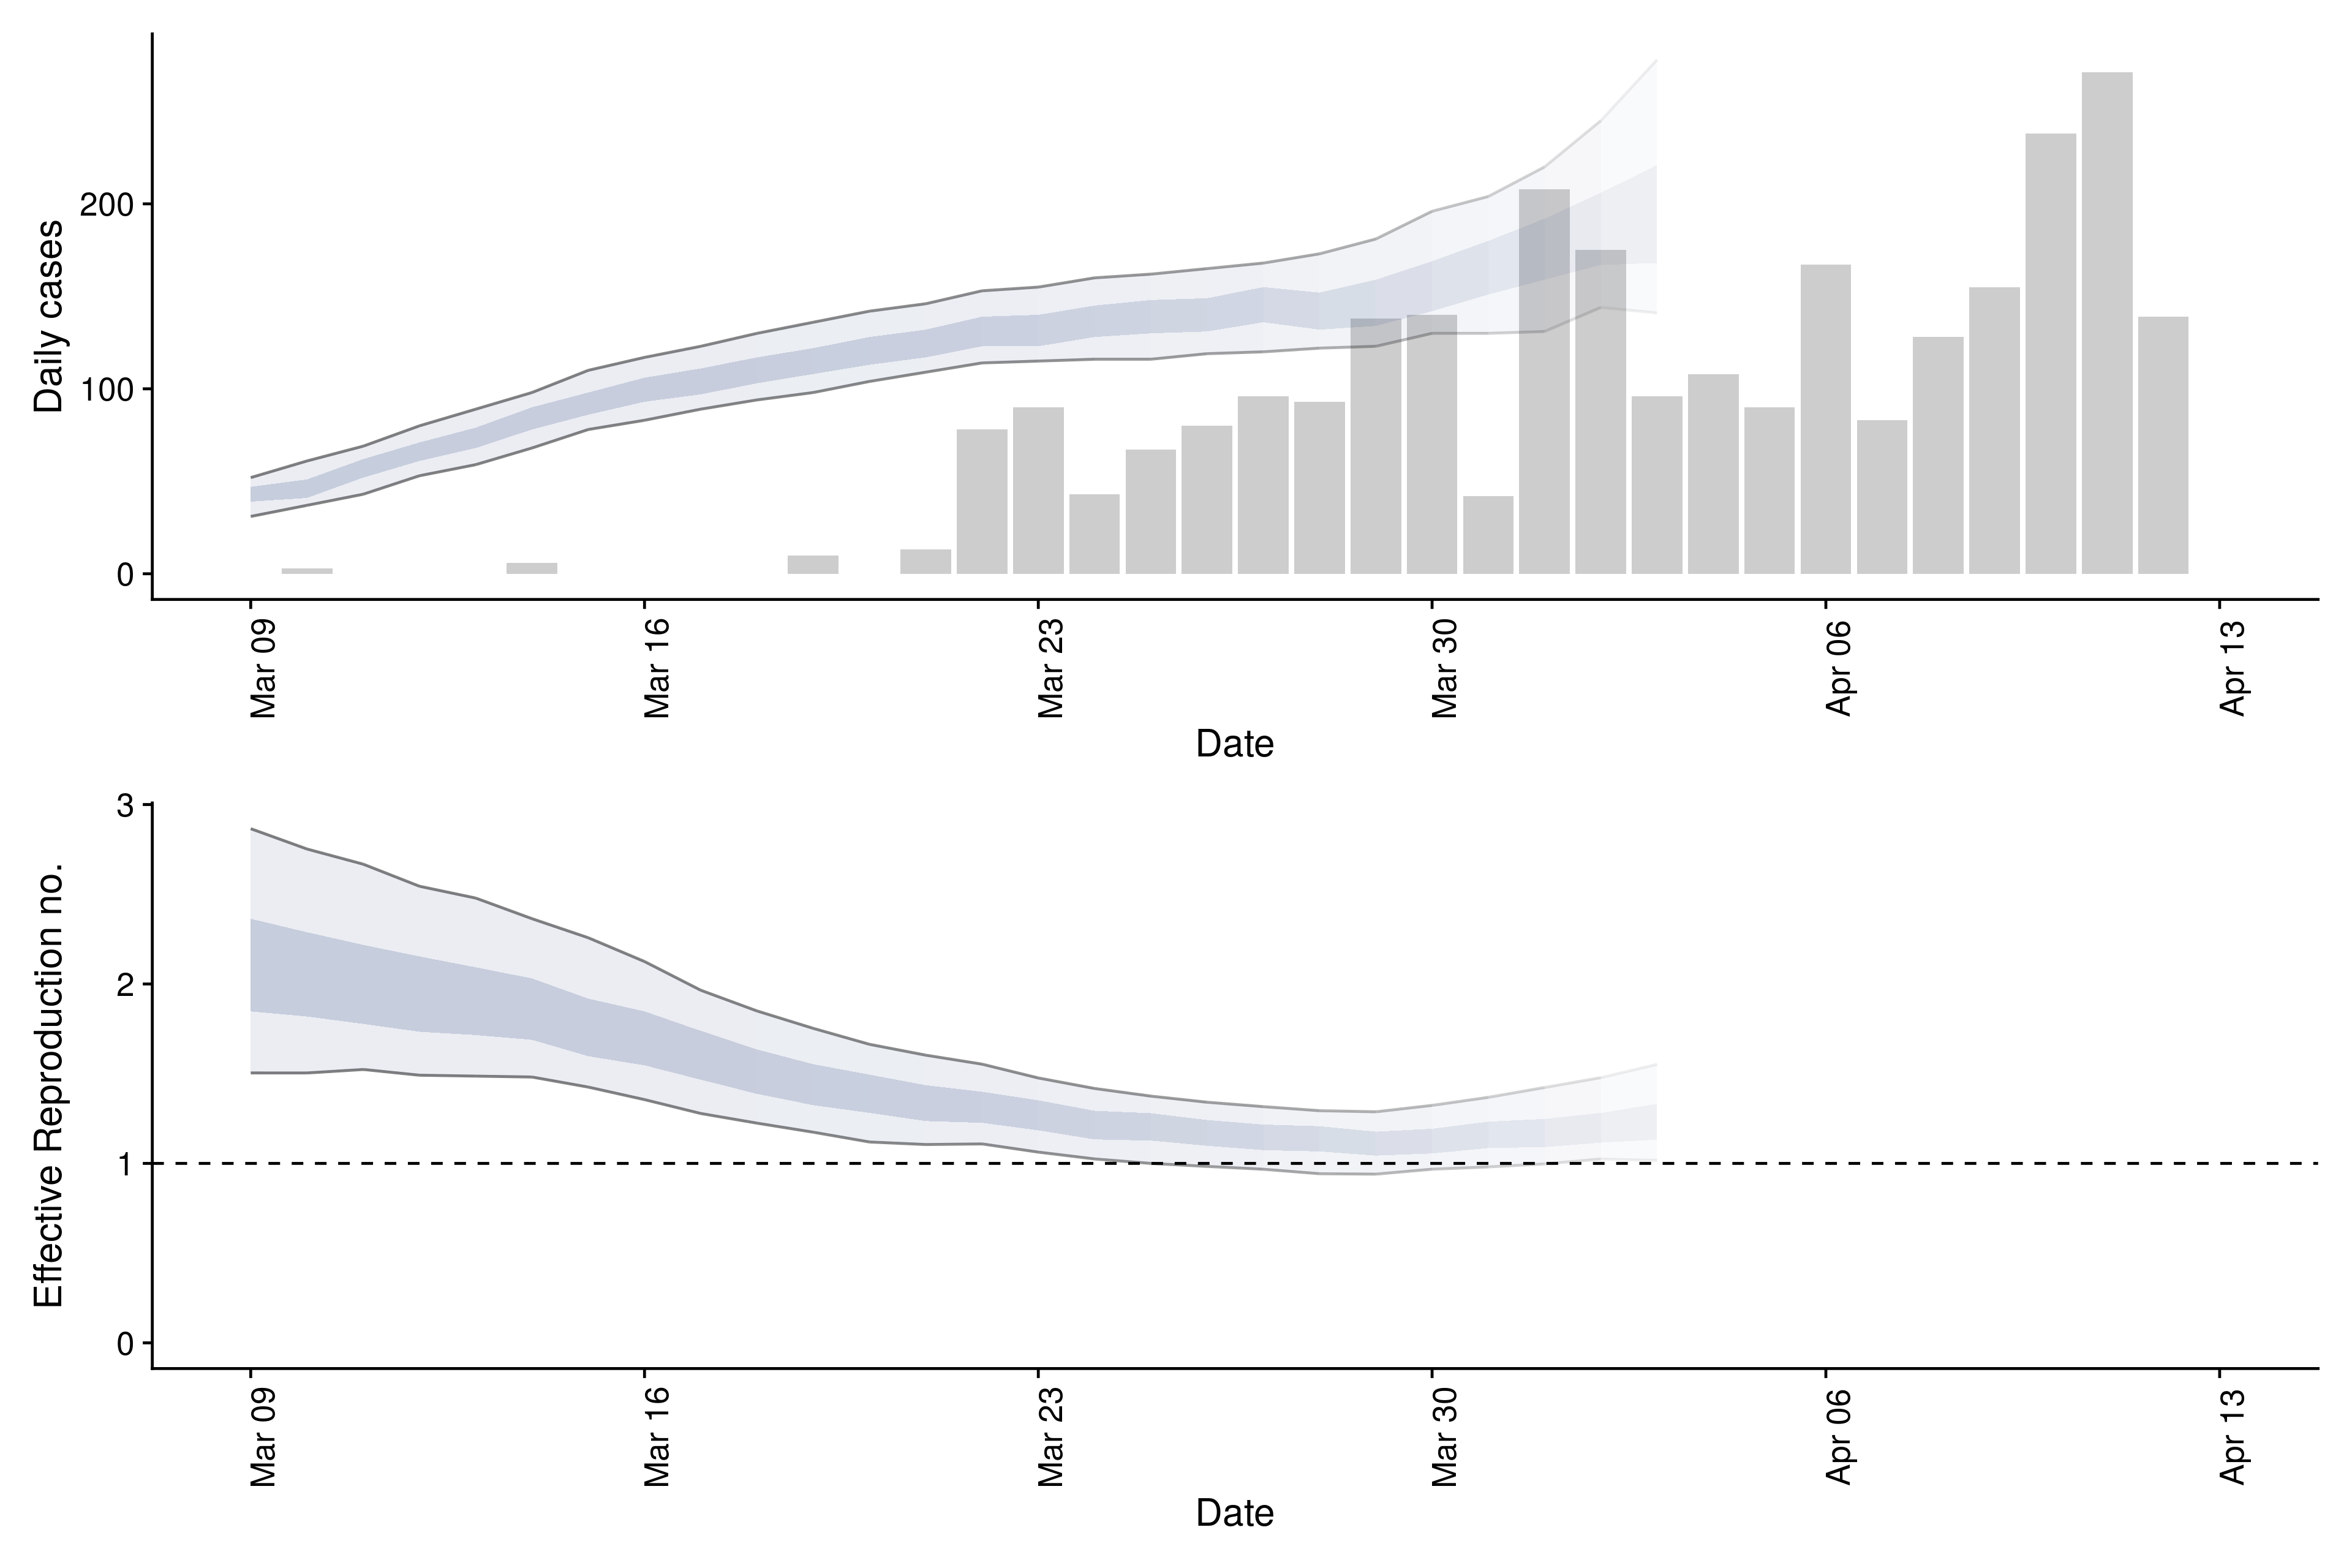 Daily cases
200
100
0
Mar 09
Mar 16
Mar 23
Mar 30
Apr 06
Apr 13
Date
Effective Reproduction no.
3
2
1
0
Mar 09
Mar 16
Mar 23
Mar 30
Apr 06
Apr 13
Date